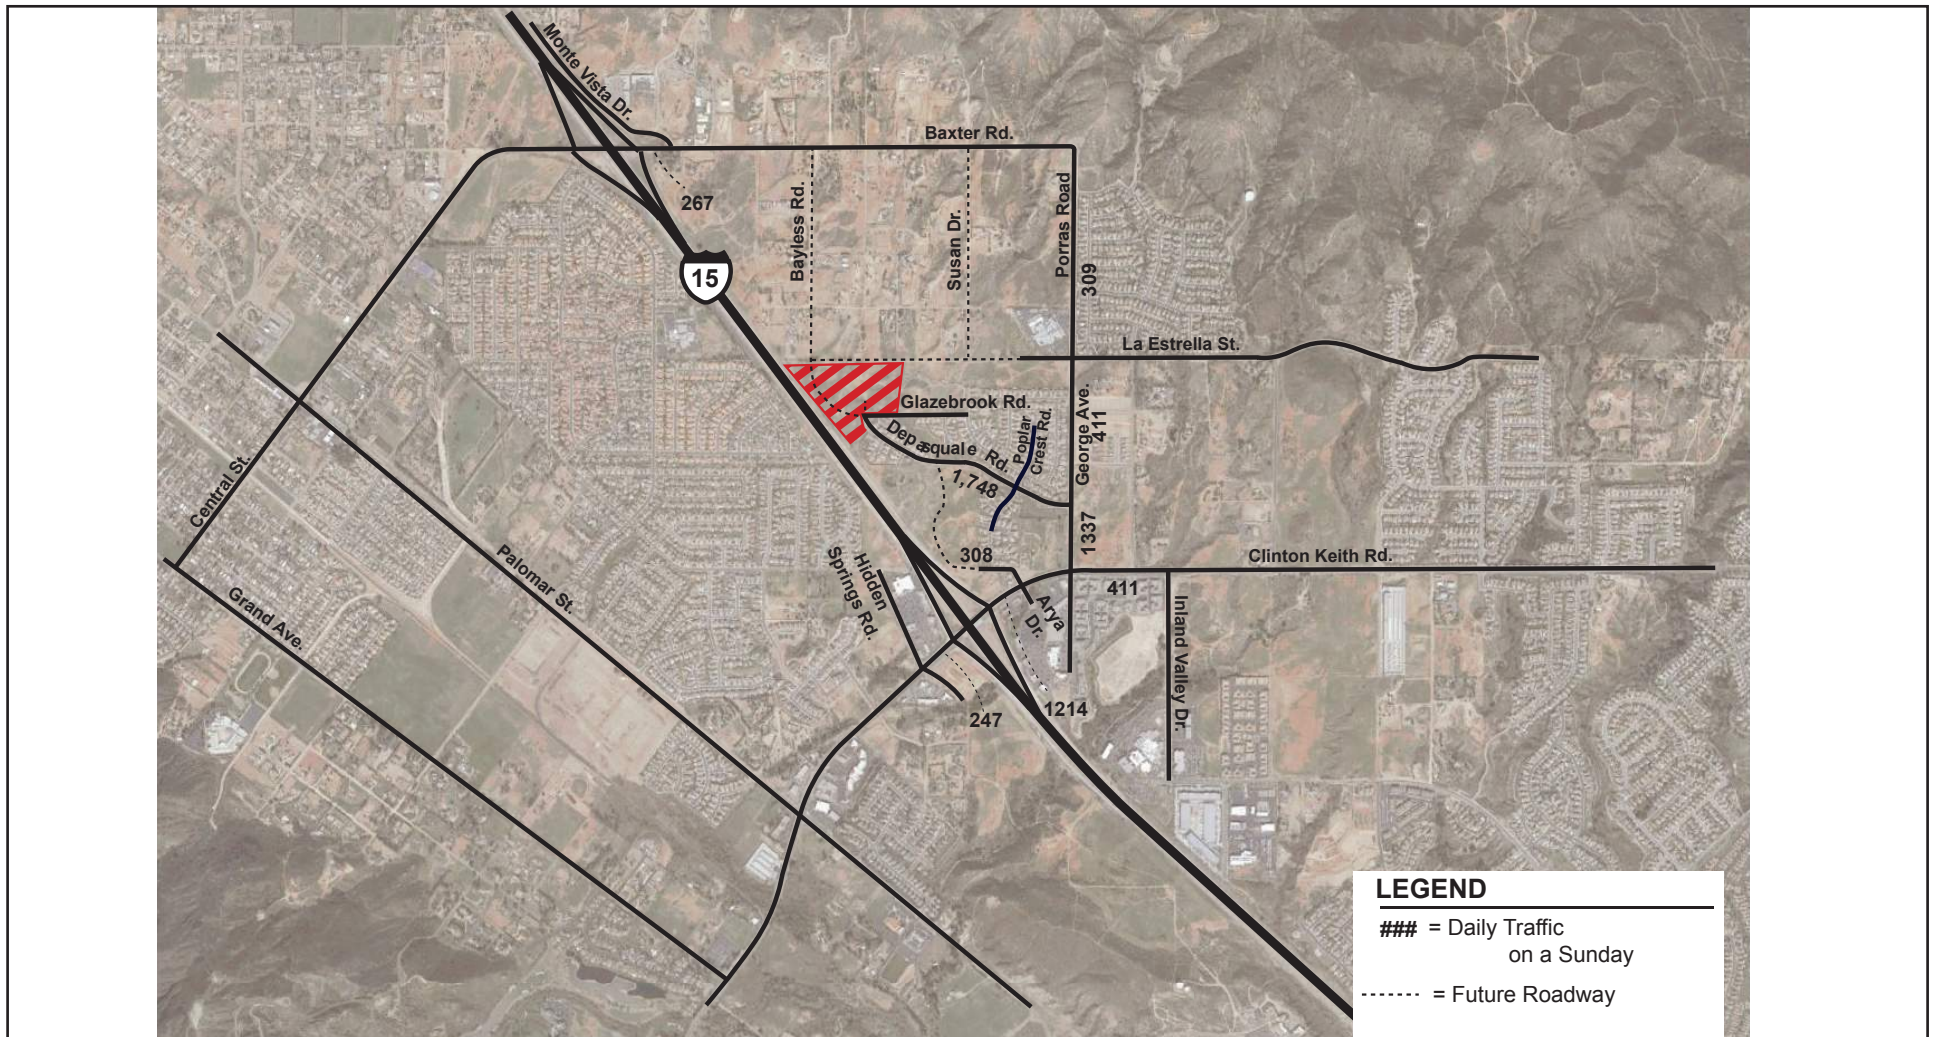 Monte Vista Dr.
Baxter Rd.
267
Bayless Rd.
Susan Dr.
Porras Road
309
15
La Estrella St.
Glazebrook Rd.
Depasquale Rd.
1,748
Poplar
Crest Rd.
George Ave.
411
1337
Central St.
Palomar St.
Grand Ave.
Hidden
Springs Rd.
308
Arya
Dr.
Clinton Keith Rd.
411
Inland Valley Dr.
247
1214
LEGEND
### = Daily Traffic
on a Sunday
------- = Future Roadway